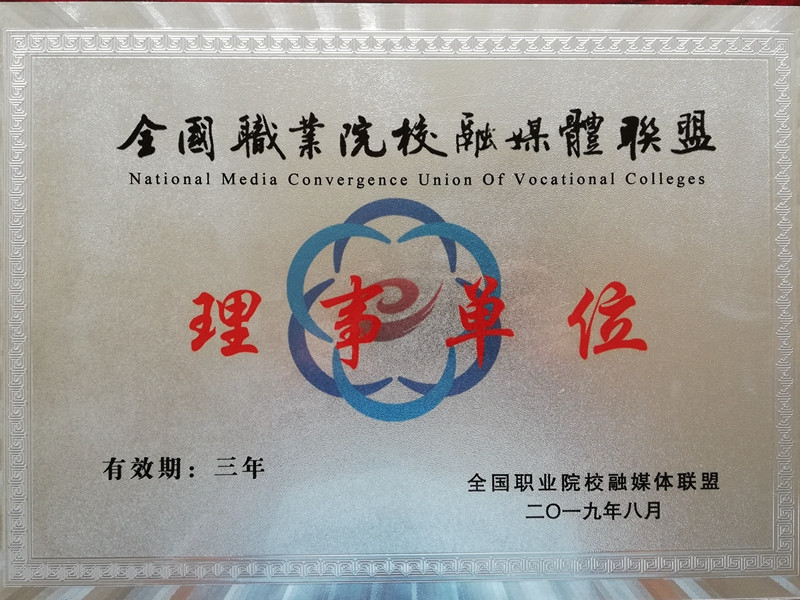 全國職業院校融媒體聯盟
National Media Convergence Union Of Vocational Colleges
理事单位
有效期：三年
全国职业院校融媒体联盟
二〇一九年八月